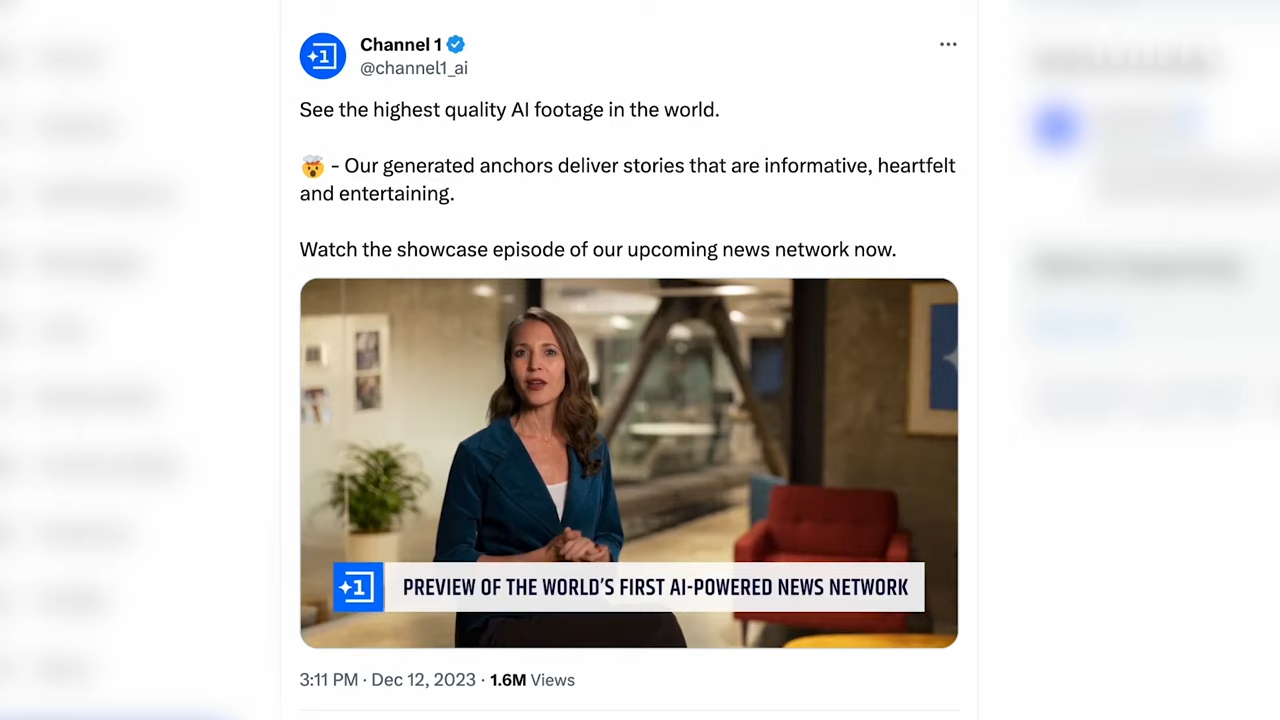 Channel 1
@channel1_ai
See the highest quality AI footage in the world.
🤯 - Our generated anchors deliver stories that are informative, heartfelt
and entertaining.
Watch the showcase episode of our upcoming news network now.
1 PREVIEW OF THE WORLD'S FIRST AI-POWERED NEWS NETWORK
3:11 PM · Dec 12, 2023 · 1.6M Views